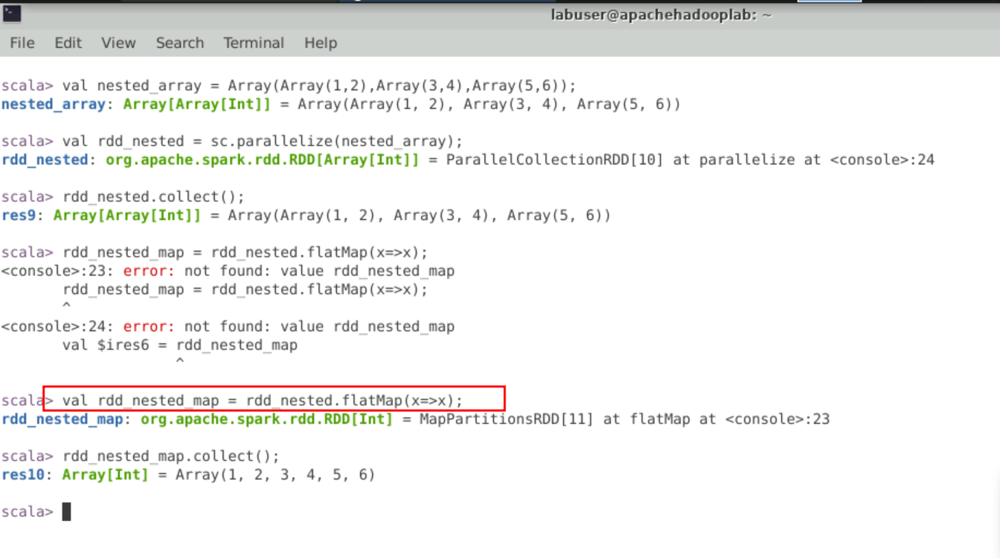 labuser@apachehadooplab: ~
File Edit View Search Terminal Help
scala> val nested_array = Array(Array(1,2),Array(3,4),Array(5,6));
nested_array: Array[Array[Int]] = Array(Array(1, 2), Array(3, 4), Array(5, 6))
scala> val rdd_nested = sc.parallelize(nested_array);
rdd_nested: org.apache.spark.rdd.RDD[Array[Int]] = ParallelCollectionRDD[10] at parallelize at <console>:24
scala> rdd_nested.collect();
res9: Array[Array[Int]] = Array(Array(1, 2), Array(3, 4), Array(5, 6))
scala> rdd_nested_map = rdd_nested.flatMap(x=>x);
<console>:23: error: not found: value rdd_nested_map
       rdd_nested_map = rdd_nested.flatMap(x=>x);
       ^
<console>:24: error: not found: value rdd_nested_map
       val $ires6 = rdd_nested_map
                    ^
scala> val rdd_nested_map = rdd_nested.flatMap(x=>x);
rdd_nested_map: org.apache.spark.rdd.RDD[Int] = MapPartitionsRDD[11] at flatMap at <console>:23
scala> rdd_nested_map.collect();
res10: Array[Int] = Array(1, 2, 3, 4, 5, 6)
scala>